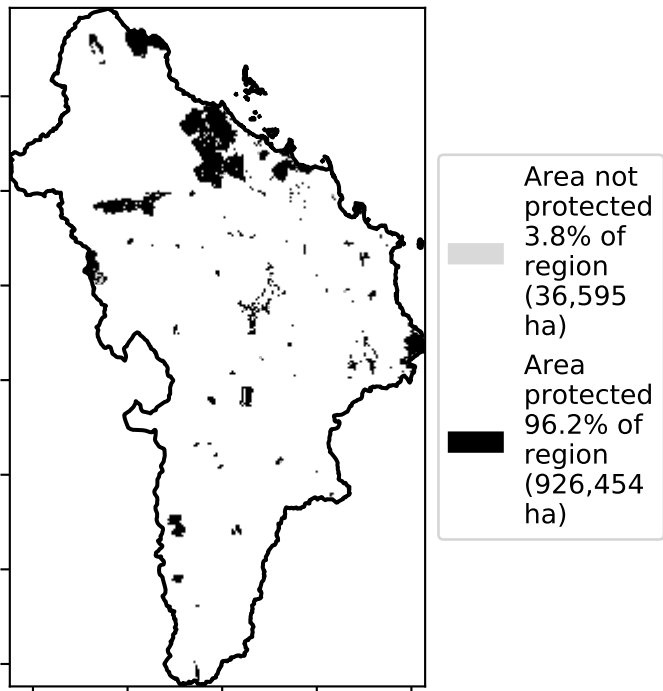 Area not
protected
3.8% of
region
(36,595
ha)
Area
protected
96.2% of
region
(926,454
ha)